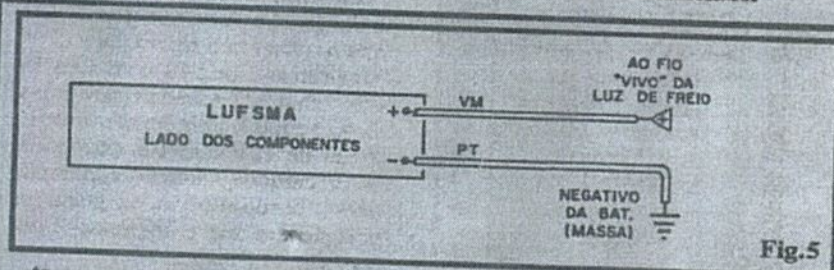 AO FIO
"VIVO" DA
LUZ DE FREIO
LUFSMA
+
VM
LADO DOS COMPONENTES
-
PT
NEGATIVO
DA BAT.
(MASSA)
Fig.5